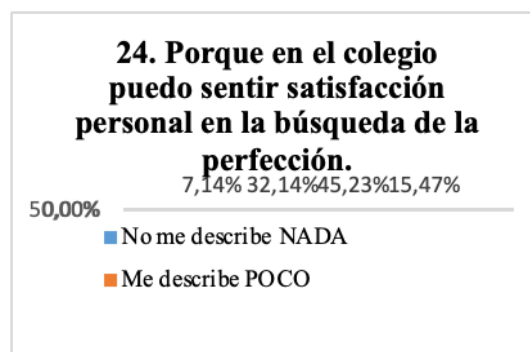 24. Porque en el colegio
puedo sentir satisfacción
personal en la búsqueda de la
perfección.
7,14% 32,14%45,23%15,47%
50,00%
No me describe NADA
Me describe POCO